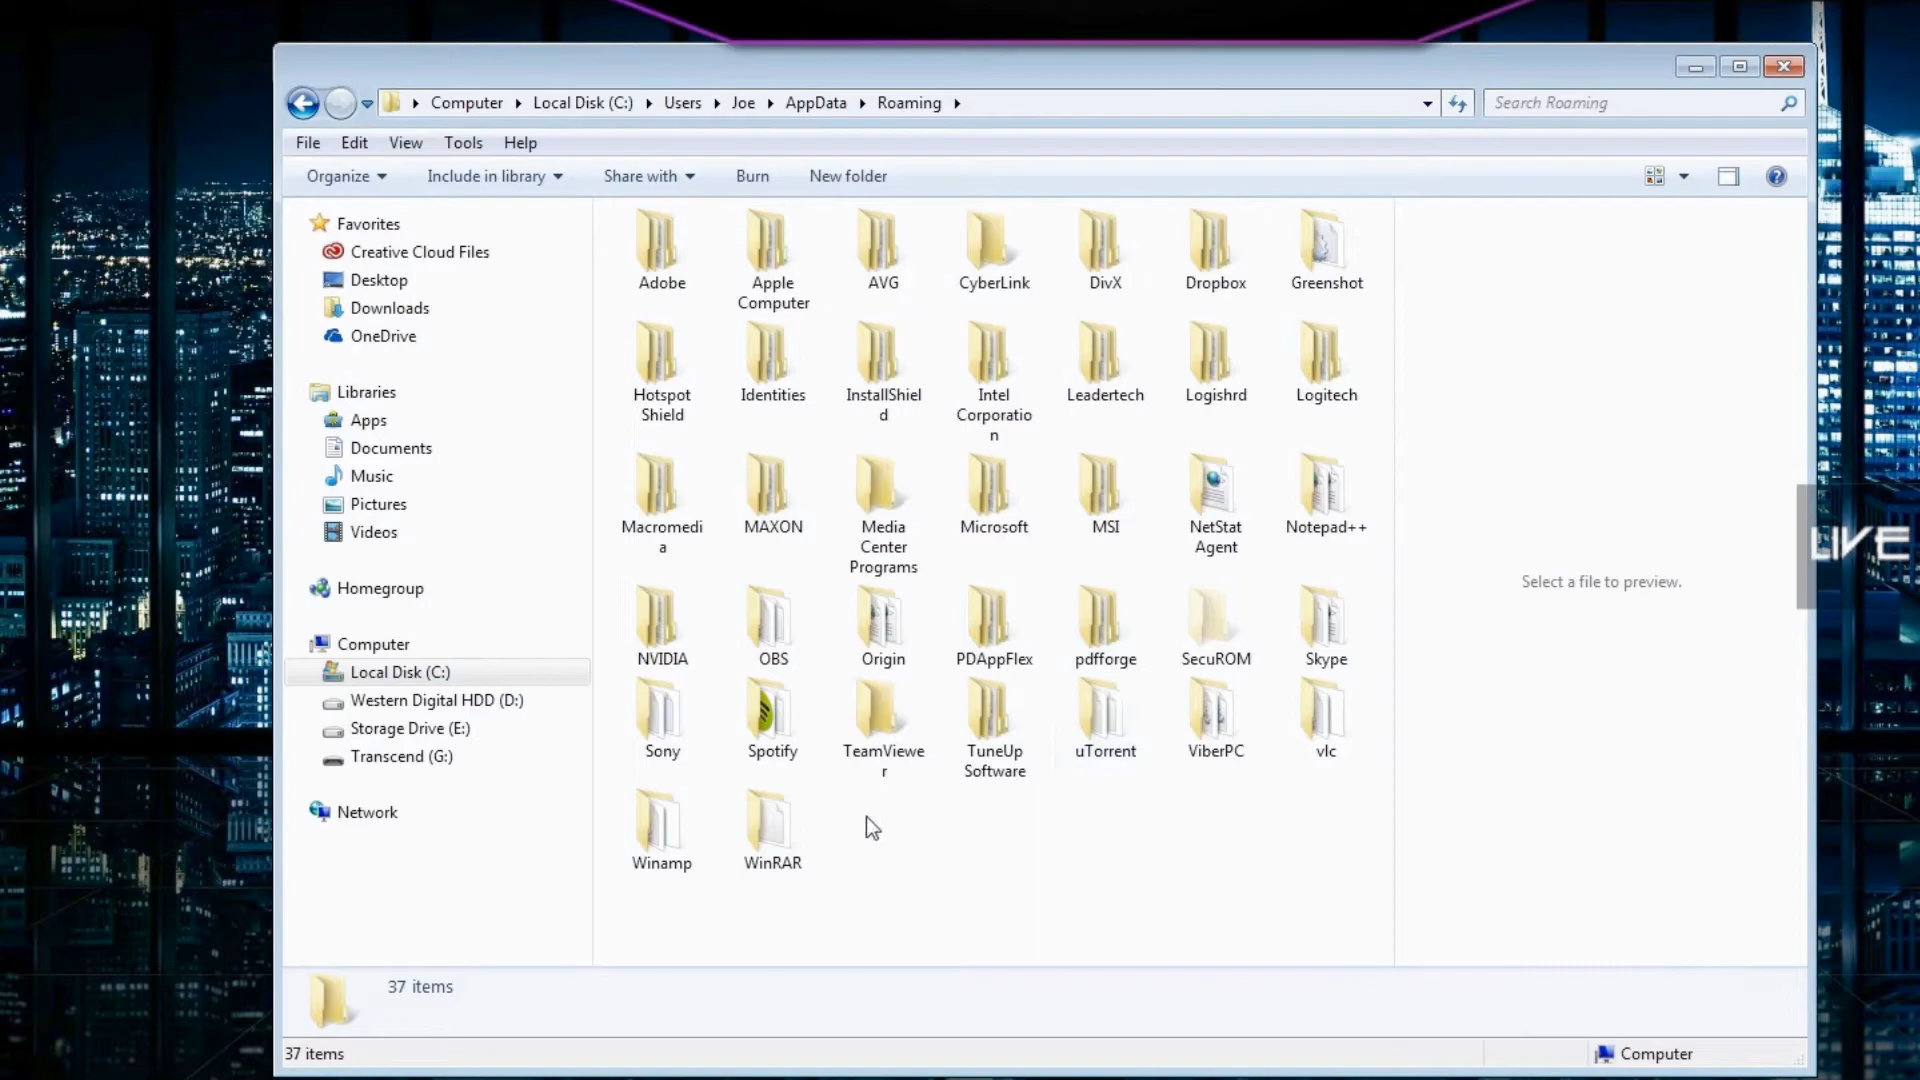 Computer ▸ Local Disk (C:) ▸ Users ▸ Joe ▸ AppData ▸ Roaming ▸
Search Roaming
File Edit View Tools Help
Organize Include in library Share with Burn New folder
Favorites
Creative Cloud Files
Desktop
Downloads
OneDrive
Libraries
Apps
Documents
Music
Pictures
Videos
Homegroup
Computer
Local Disk (C:)
Western Digital HDD (D:)
Storage Drive (E:)
Transcend (G:)
Network
Adobe
Apple
Computer
AVG
CyberLink
DivX
Dropbox
Greenshot
Hotspot
Shield
Identities
InstallShiel
d
Intel
Corporatio
n
Leadertech
Logishrd
Logitech
Macromedi
a
MAXON
Media
Center
Programs
Microsoft
MSI
NetStat
Agent
Notepad++
NVIDIA
OBS
Origin
PDAppFlex
pdfforge
SecuROM
Skype
Sony
Spotify
TeamViewe
r
TuneUp
Software
uTorrent
ViberPC
vlc
Winamp
WinRAR
Select a file to preview.
LIVE
37 items
37 items
Computer